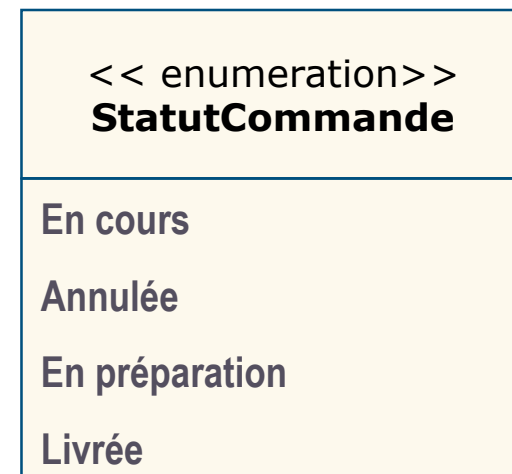 << enumeration>>
StatutCommande
En cours
Annulée
En préparation
Livrée